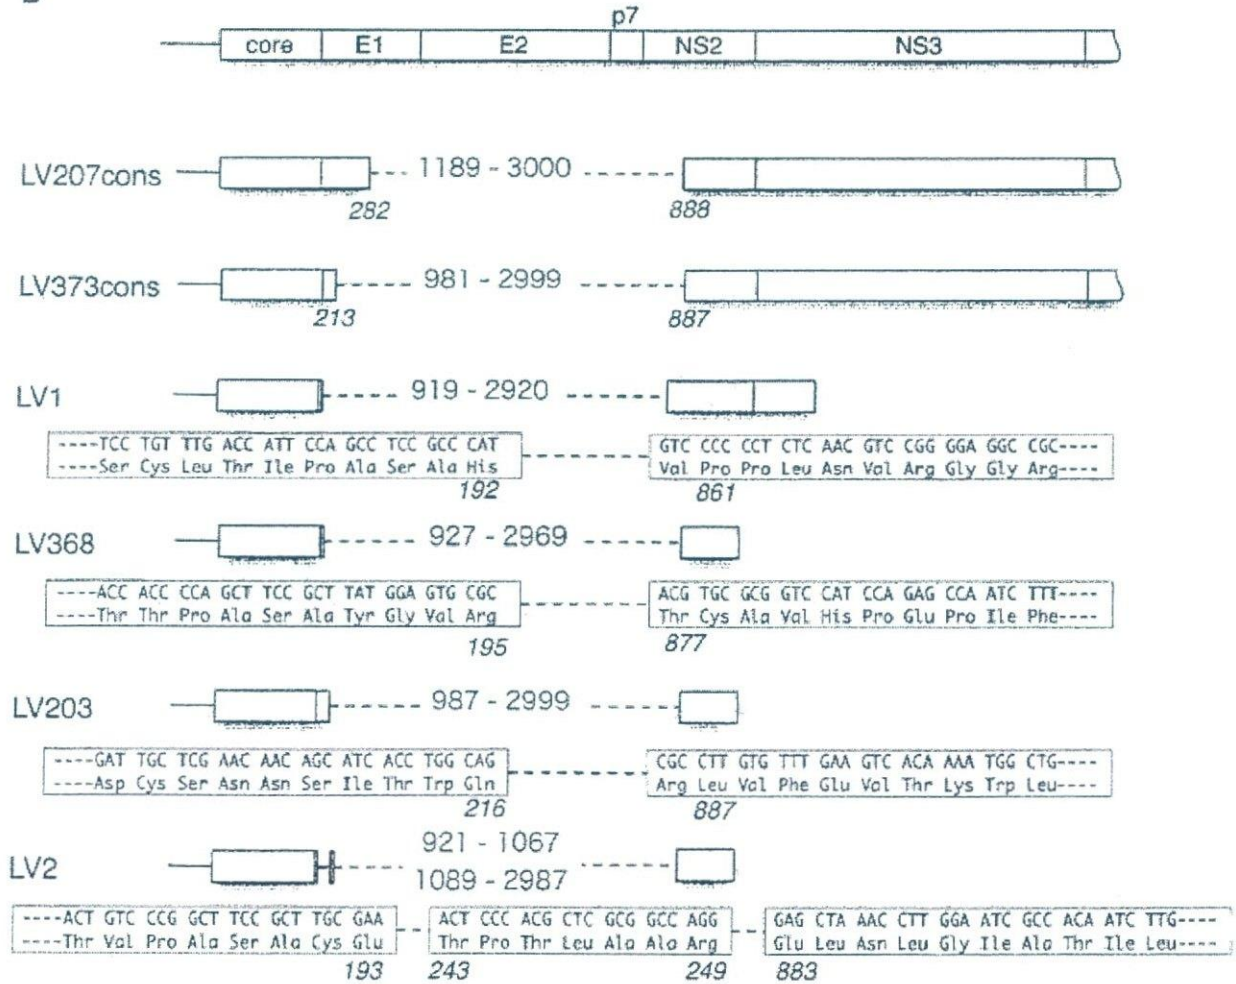 p7
core E1 E2 NS2 NS3
LV207cons 1189 - 3000
282 888
LV373cons 981 - 2999
213 887
LV1 919 - 2920
----TCC TGT TTG ACC ATT CCA GCC TCC GCC CAT GTC CCC CCT CTC AAC GTC CGG GGA GGC CGC----
----Ser Cys Leu Thr Ile Pro Ala Ser Ala His Val Pro Pro Leu Asn Val Arg Gly Gly Arg----
192 861
LV368 927 - 2969
----ACC ACC CCA GCT TCC GCT TAT GGA GTG CGC ACG TGC GCG GTC CAT CCA GAG CCA ATC TTT----
----Thr Thr Pro Ala Ser Ala Tyr Gly Val Arg Thr Cys Ala Val His Pro Glu Pro Ile Phe----
195 877
LV203 987 - 2999
----GAT TGC TCG AAC AAC AGC ATC ACC TGG CAG CGC CTT GTG TTT GAA GTC ACA AAA TGG CTG----
----Asp Cys Ser Asn Asn Ser Ile Thr Trp Gln Arg Leu Val Phe Glu Val Thr Lys Trp Leu----
216 887
921 - 1067
LV2
1089 - 2987
----ACT GTC CCG GCT TCC GCT TGC GAA ACT CCC ACG CTC GCG GCC AGG GAG CTA AAC CTT GGA ATC GCC ACA ATC TTG----
----Thr Val Pro Ala Ser Ala Cys Glu Thr Pro Thr Leu Ala Ala Arg Glu Leu Asn Leu Gly Ile Ala Thr Ile Leu----
193 243 249 883